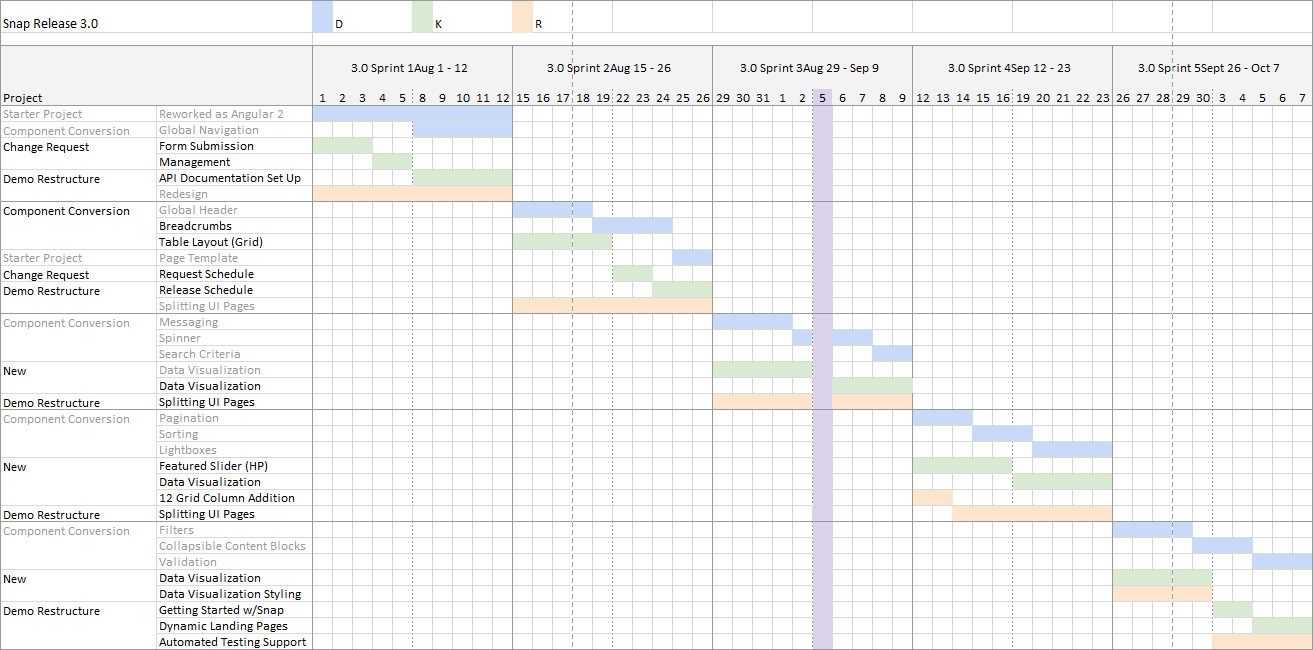 Snap Release 3.0 D K R
3.0 Sprint 1Aug 1 - 12 3.0 Sprint 2Aug 15 - 26 3.0 Sprint 3Aug 29 - Sep 9 3.0 Sprint 4Sep 12 - 23 3.0 Sprint 5Sept 26 - Oct 7
Project 1 2 3 4 5 8 9 10 11 12 15 16 17 18 19 22 23 24 25 26 29 30 31 1 2 5 6 7 8 9 12 13 14 15 16 19 20 21 22 23 26 27 28 29 30 3 4 5 6 7
Starter Project Reworked as Angular 2
Component Conversion Global Navigation
Change Request Form Submission
Management
Demo Restructure API Documentation Set Up
Redesign
Component Conversion Global Header
Breadcrumbs
Table Layout (Grid)
Starter Project Page Template
Change Request Request Schedule
Demo Restructure Release Schedule
Splitting UI Pages
Component Conversion Messaging
Spinner
Search Criteria
New Data Visualization
Data Visualization
Demo Restructure Splitting UI Pages
Component Conversion Pagination
Sorting
Lightboxes
New Featured Slider (HP)
Data Visualization
12 Grid Column Addition
Demo Restructure Splitting UI Pages
Component Conversion Filters
Collapsible Content Blocks
Validation
New Data Visualization
Data Visualization Styling
Demo Restructure Getting Started w/Snap
Dynamic Landing Pages
Automated Testing Support